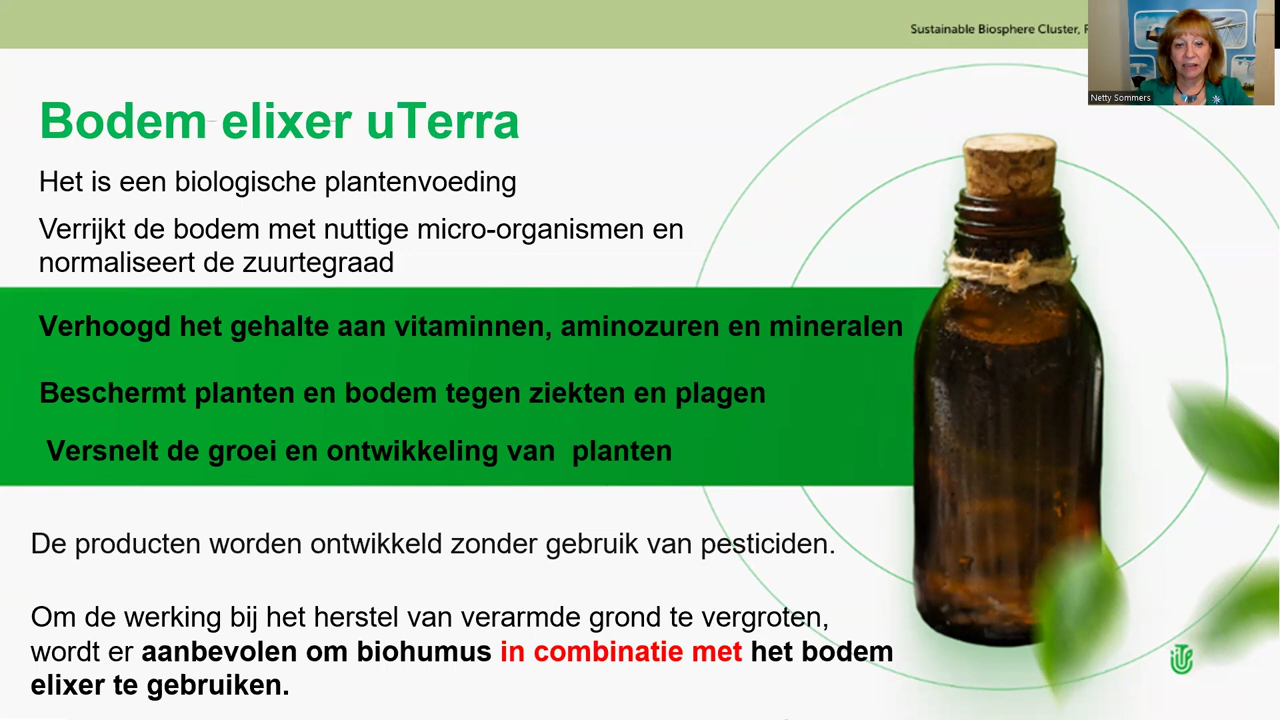 Sustainable Biosphere Cluster,
Netty Sommers
Bodem elixer uTerra
Het is een biologische plantenvoeding
Verrijkt de bodem met nuttige micro-organismen en
normaliseert de zuurtegraad
Verhoogd het gehalte aan vitaminnen, aminozuren en mineralen
Beschermt planten en bodem tegen ziekten en plagen
Versnelt de groei en ontwikkeling van planten
De producten worden ontwikkeld zonder gebruik van pesticiden.
Om de werking bij het herstel van verarmde grond te vergroten,
wordt er aanbevolen om biohumus in combinatie met het bodem
elixer te gebruiken.